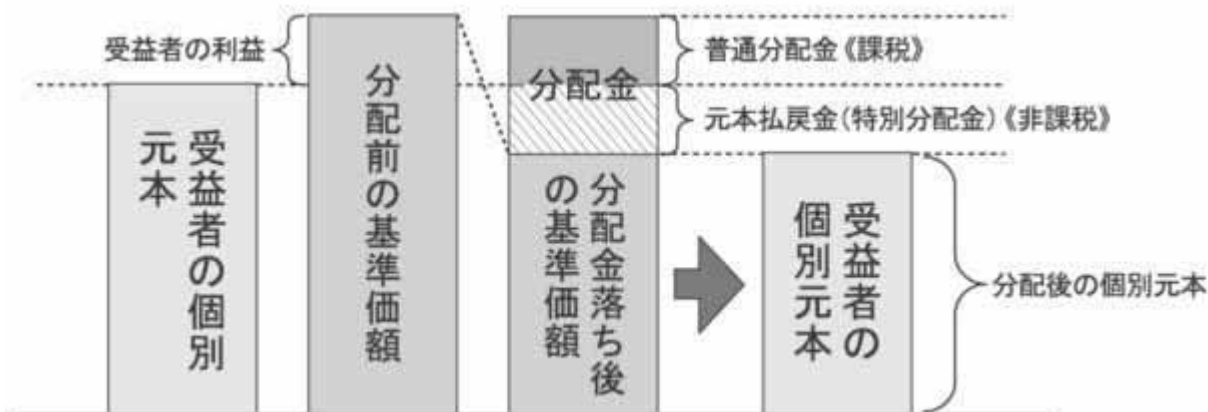 受益者の利益
受益者の個別
元本
分配前の基準価額
分配金
分配金落ち後
の基準価額
普通分配金《課税》
元本払戻金(特別分配金)《非課税》
受益者の
個別元本
分配後の個別元本